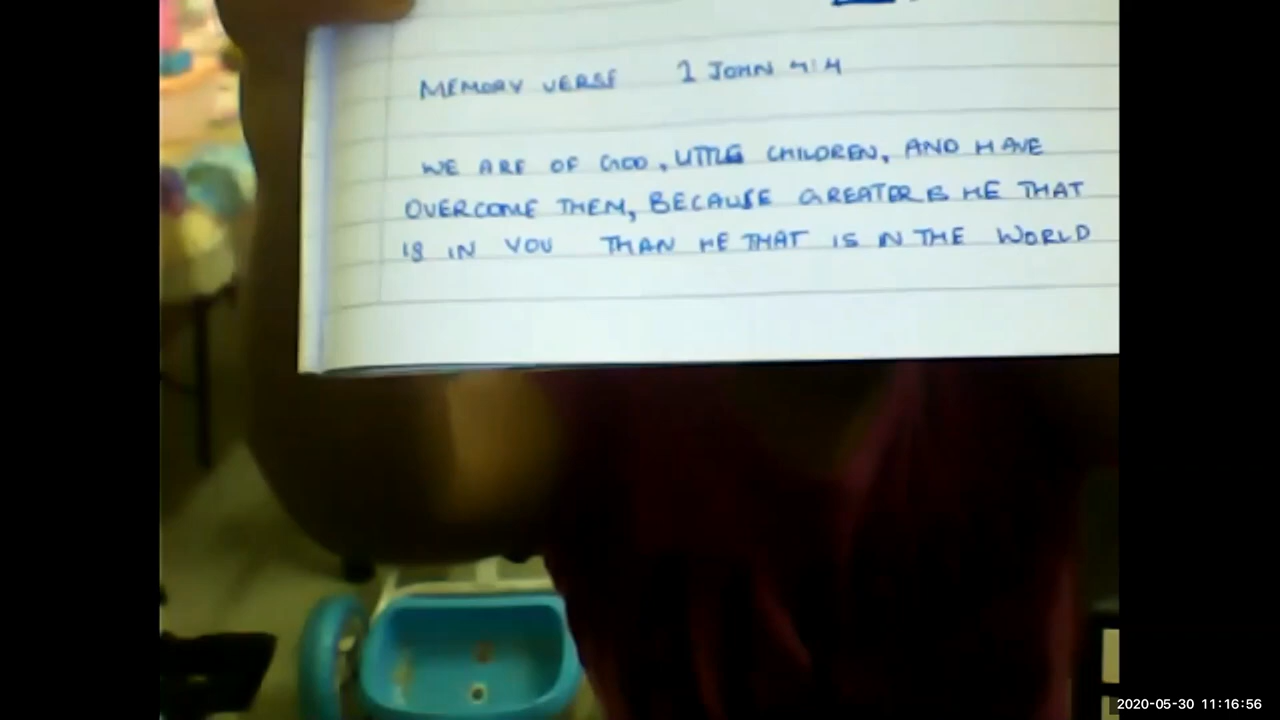 MEMORY VERSE 1 JOHN 4:4
WE ARE OF GOD, LITTLE CHILDREN, AND HAVE
OVERCOME THEM, BECAUSE GREATER IS HE THAT
IS IN YOU THAN HE THAT IS IN THE WORLD
2020-05-30 11:16:56